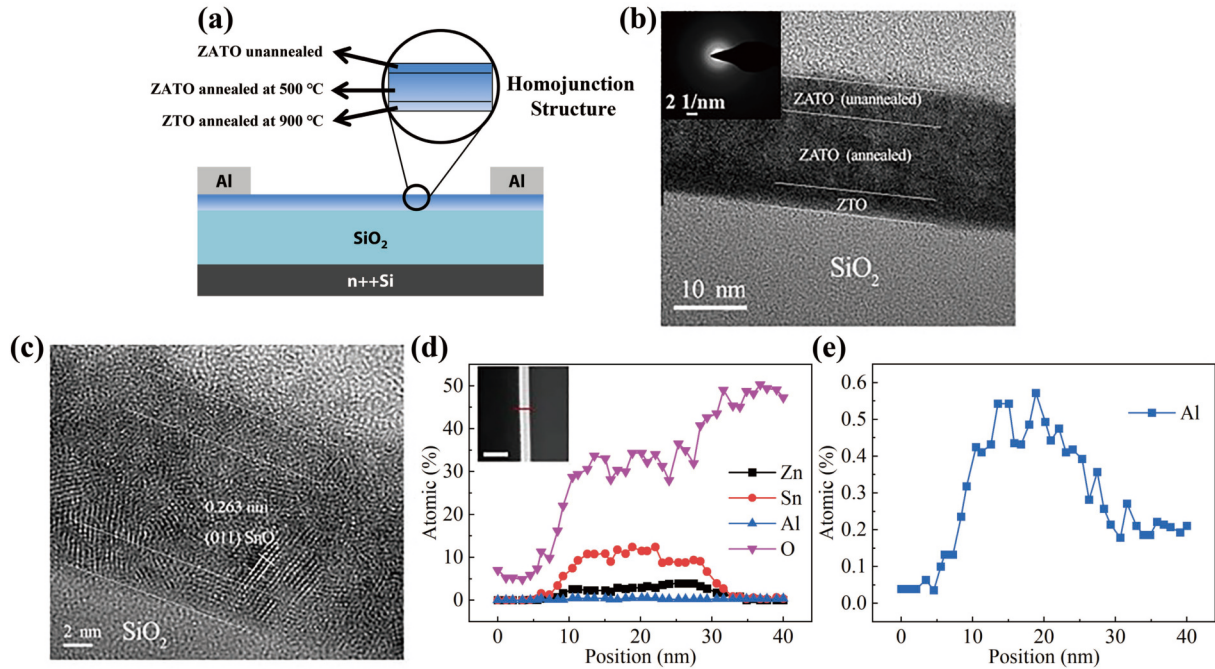 (a)
ZATO unannealed
ZATO annealed at 500 °C
ZTO annealed at 900 °C
Homojunction
Structure
Al
Al
SiO2
n++Si
(b)
2 1/nm
ZATO (unannealed)
ZATO (annealed)
ZTO
SiO2
10 nm
(c)
0.263 nm
(011) SnO
2 nm
SiO2
(d)
50
40
30
20
10
0
Atomic (%)
Zn
Sn
Al
O
0
10
20
30
40
Position (nm)
(e)
0.6
0.5
0.4
0.3
0.2
0.1
0.0
Atomic (%)
Al
0
10
20
30
40
Position (nm)